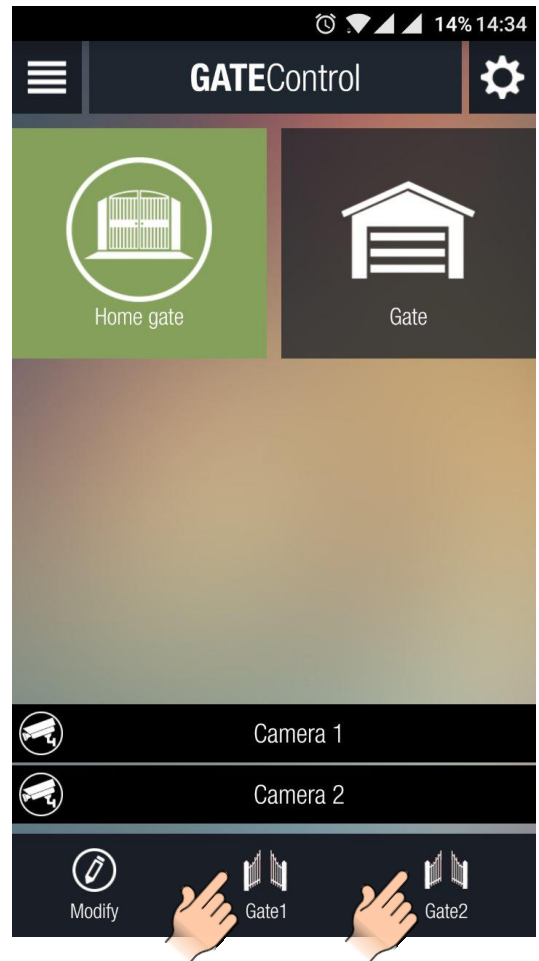 14% 14:34
GATEControl
Home gate
Gate
Camera 1
Camera 2
Modify
Gate1
Gate2